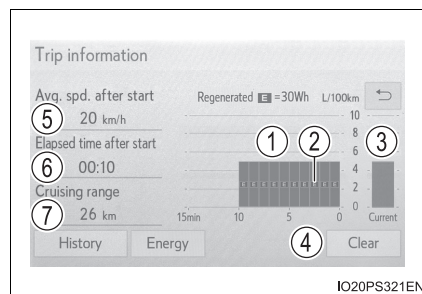 Trip information
Avg. spd. after start
5
20 km/h
Elapsed time after start
6
00:10
Cruising range
7
26 km
Regenerated E =30Wh L/100km
1
2
3
10
8
6
4
2
0
E E E E E E E E E E
15min 10 5 0 Current
4
History Energy Clear
IO20PS321EN